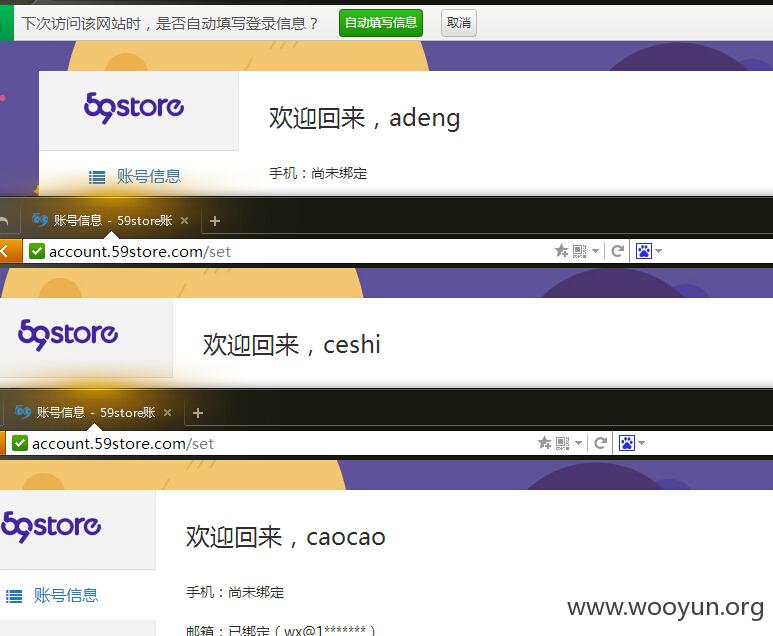 下次访问该网站时，是否自动填写登录信息？ 自动填写信息 取消
59store
欢迎回来，adeng
账号信息
手机：尚未绑定
账号信息 - 59store账 × +
account.59store.com/set
59store
欢迎回来，ceshi
账号信息 - 59store账 × +
account.59store.com/set
59store
欢迎回来，caocao
账号信息
手机：尚未绑定
邮箱：已绑定（wx@1*******）
www.wooyun.org